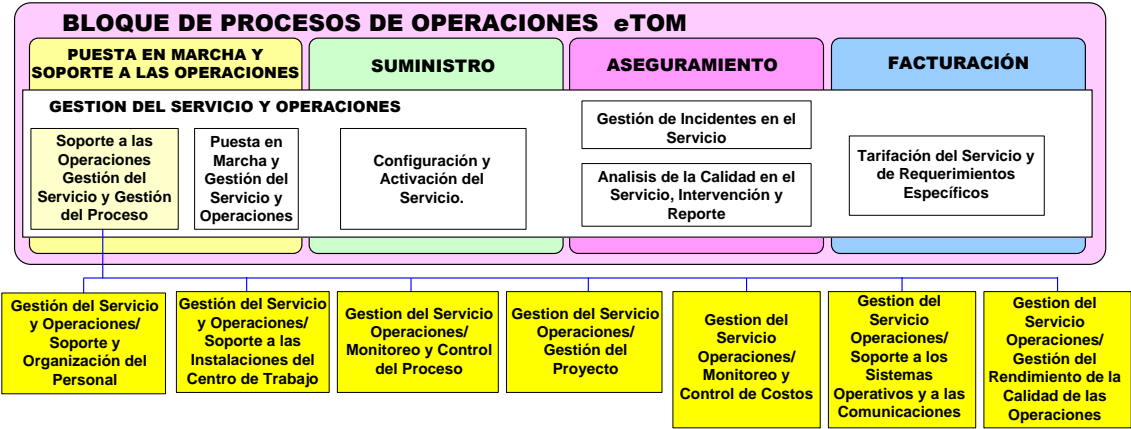 BLOQUE DE PROCESOS DE OPERACIONES eTOM
PUESTA EN MARCHA Y
SOPORTE A LAS OPERACIONES
SUMINISTRO
ASEGURAMIENTO
FACTURACIÓN
GESTION DEL SERVICIO Y OPERACIONES
Soporte a las
Operaciones
Gestión del
Servicio y Gestión
del Proceso
Puesta en
Marcha y
Gestión del
Servicio y
Operaciones
Configuración y
Activación del
Servicio.
Gestión de Incidentes en el
Servicio
Analisis de la Calidad en el
Servicio, Intervención y
Reporte
Tarifación del Servicio y
de Requerimientos
Específicos
Gestión del Servicio
y Operaciones/
Soporte y
Organización del
Personal
Gestión del Servicio
y Operaciones/
Soporte a las
Instalaciones del
Centro de Trabajo
Gestion del Servicio
Operaciones/
Monitoreo y Control
del Proceso
Gestion del Servicio
Operaciones/
Gestión del
Proyecto
Gestion del
Servicio
Operaciones/
Monitoreo y
Control de Costos
Gestion del
Servicio
Operaciones/
Soporte a los
Sistemas
Operativos y a las
Comunicaciones
Gestion del
Servicio
Operaciones/
Gestión del
Rendimiento de la
Calidad de las
Operaciones